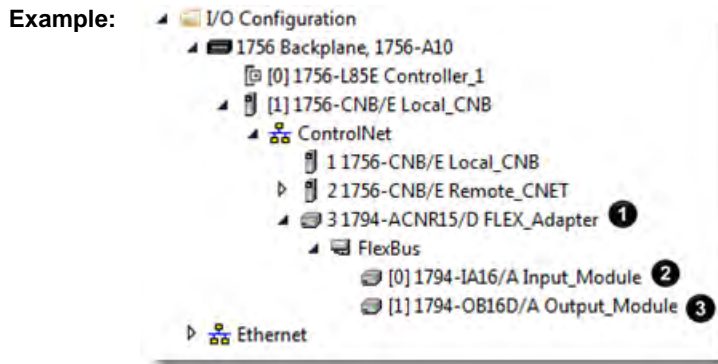 Example:
I/O Configuration
1756 Backplane, 1756-A10
[0] 1756-L85E Controller_1
[1] 1756-CNB/E Local_CNB
ControlNet
1 1756-CNB/E Local_CNB
2 1756-CNB/E Remote_CNET
3 1794-ACNR15/D FLEX_Adapter 1
FlexBus
[0] 1794-IA16/A Input_Module 2
[1] 1794-OB16D/A Output_Module 3
Ethernet